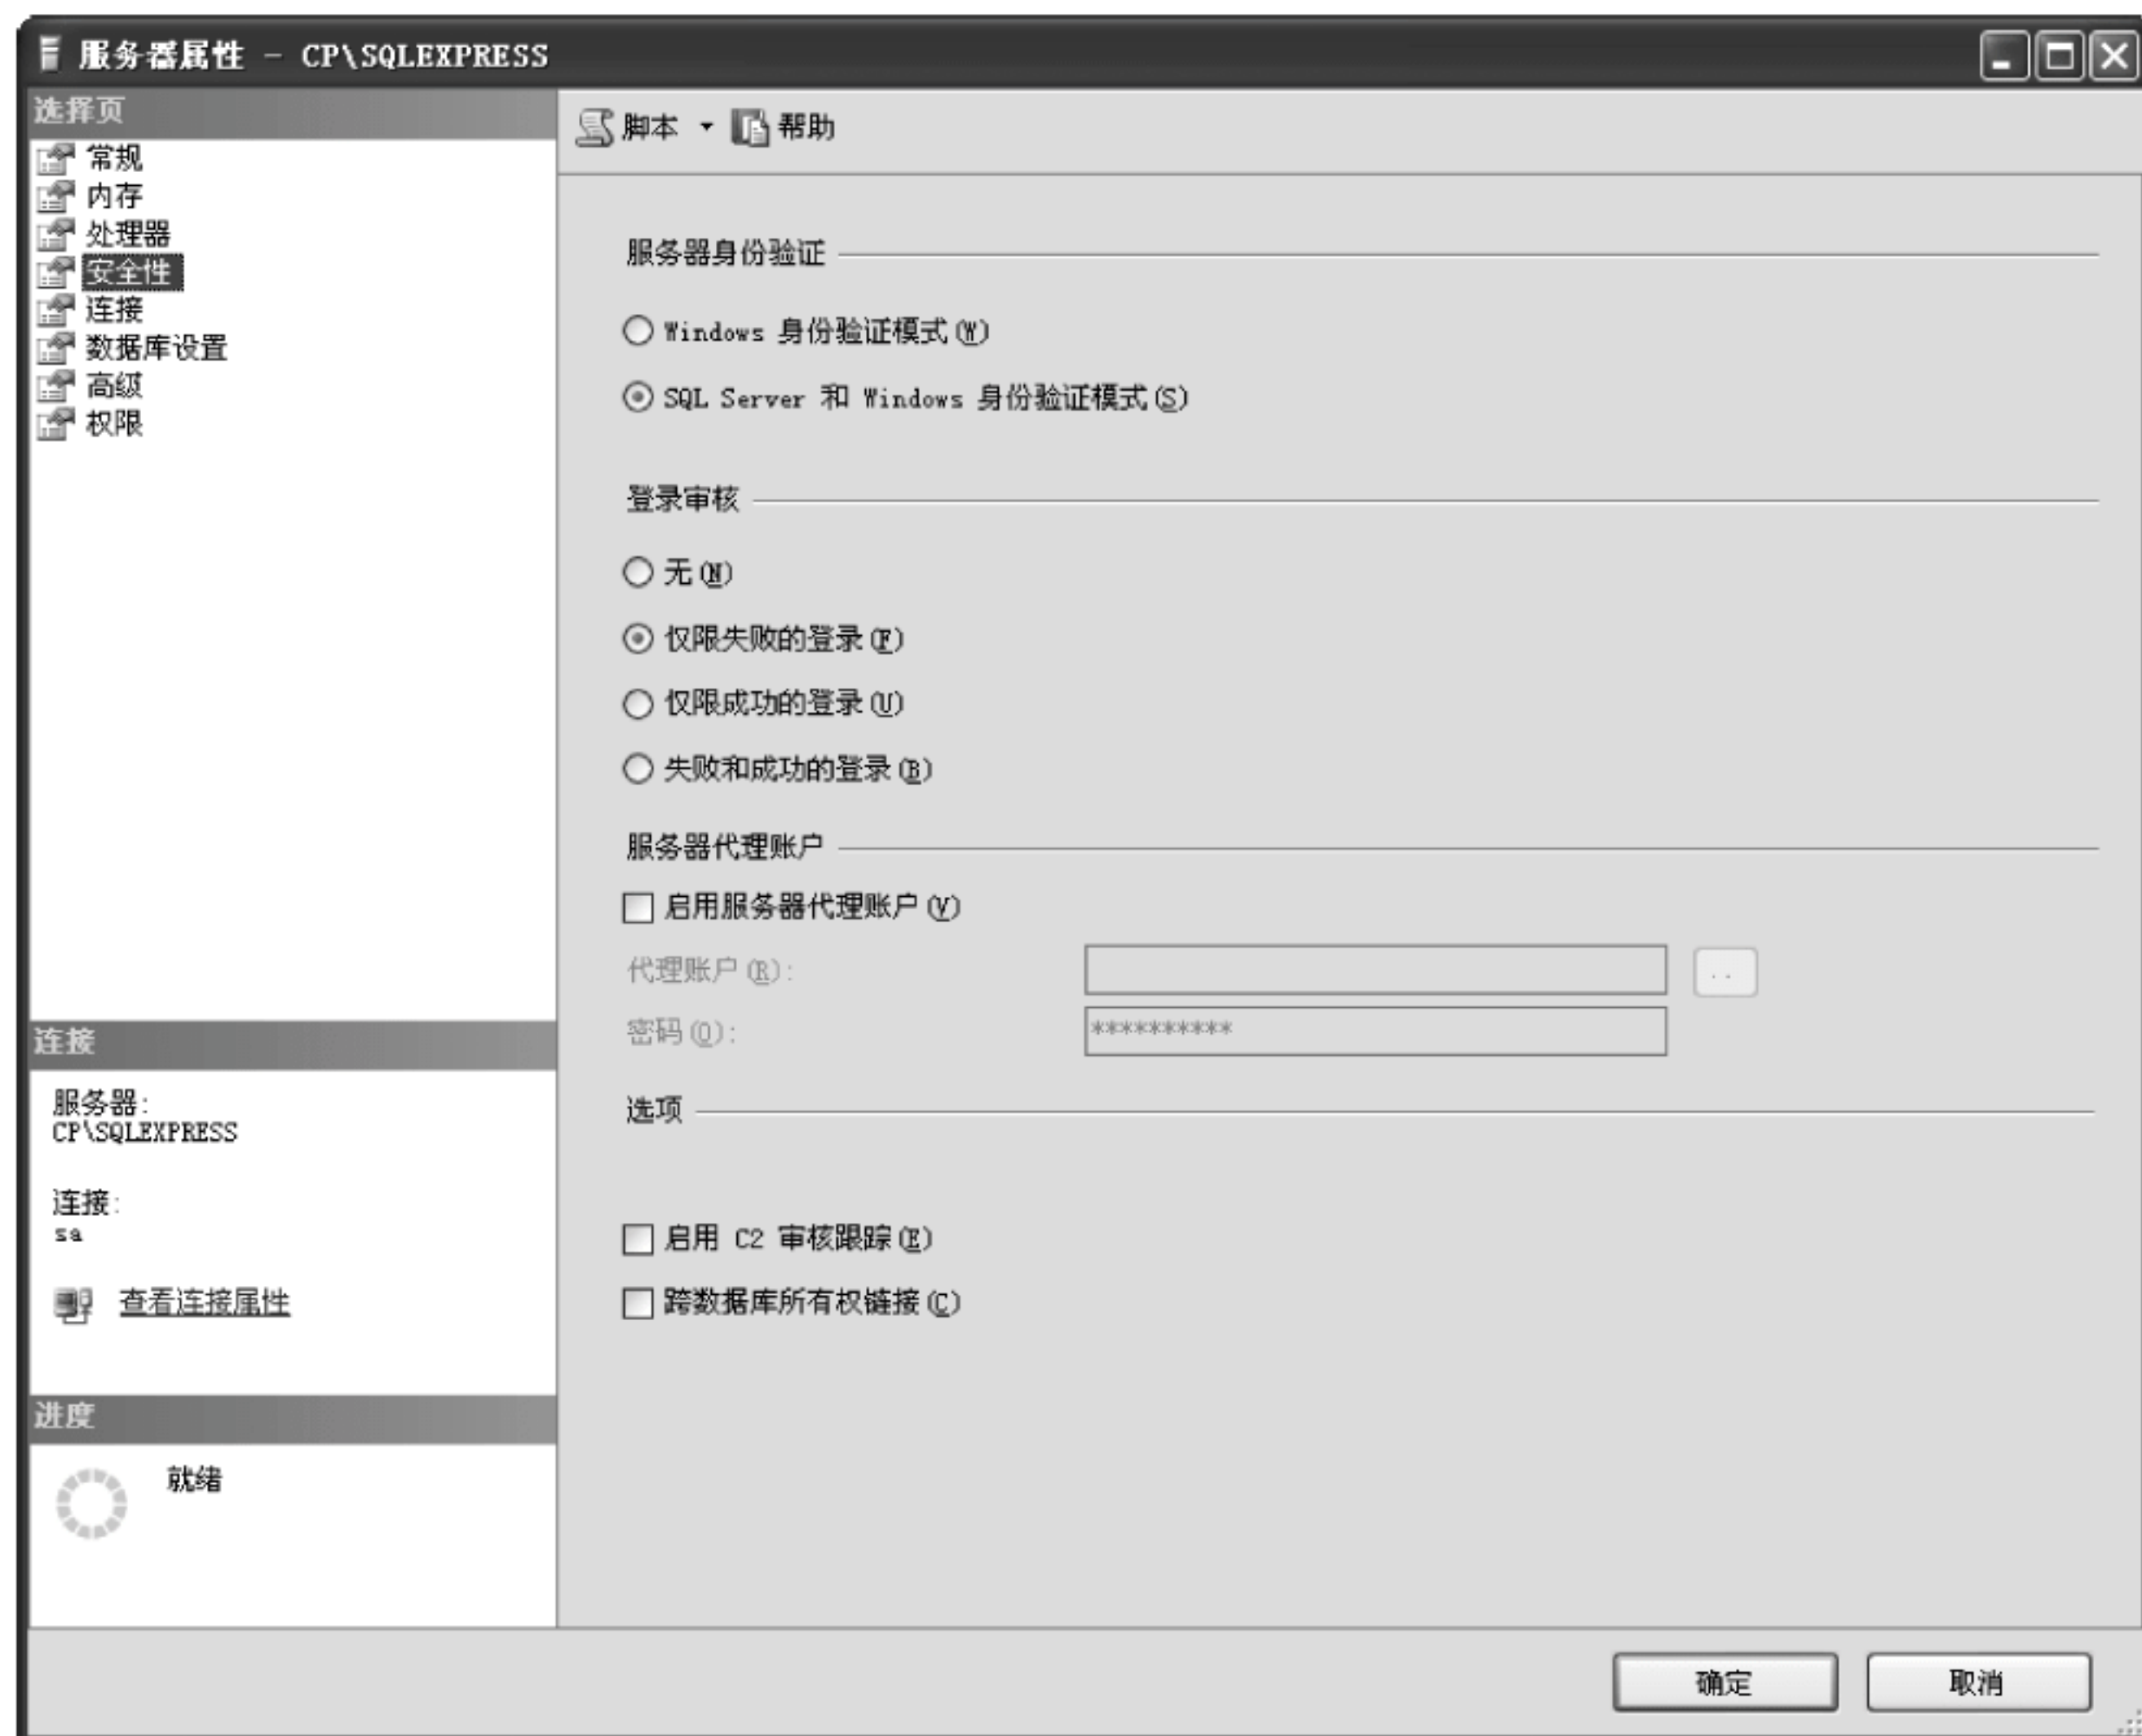 服务器属性 - CP\SQLEXPRESS
选择页
常规
内存
处理器
安全性
连接
数据库设置
高级
权限
脚本 帮助
服务器身份验证
Windows 身份验证模式(W)
SQL Server 和 Windows 身份验证模式(S)
登录审核
无(N)
仅限失败的登录(F)
仅限成功的登录(U)
失败和成功的登录(B)
服务器代理账户
启用服务器代理账户(V)
代理账户(R):
..
密码(O):
**********
选项
启用 C2 审核跟踪(E)
跨数据库所有权链接(C)
连接
服务器:
CP\SQLEXPRESS
连接:
sa
查看连接属性
进度
就绪
确定 取消